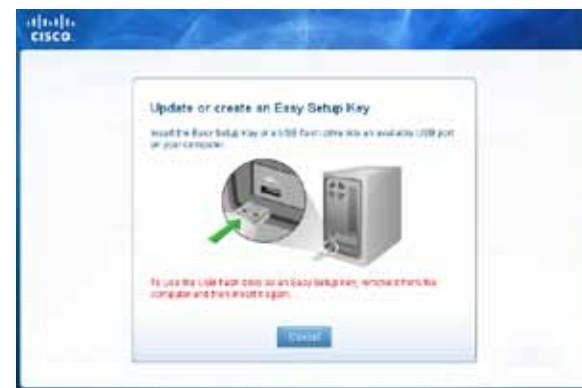 CISCO
Update or create an Easy Setup Key
Insert the Easy Setup Key or a USB flash drive into an available USB port
on your computer.
To use the USB flash drive as an Easy Setup Key, remove it from the
computer and then insert it again.
Cancel